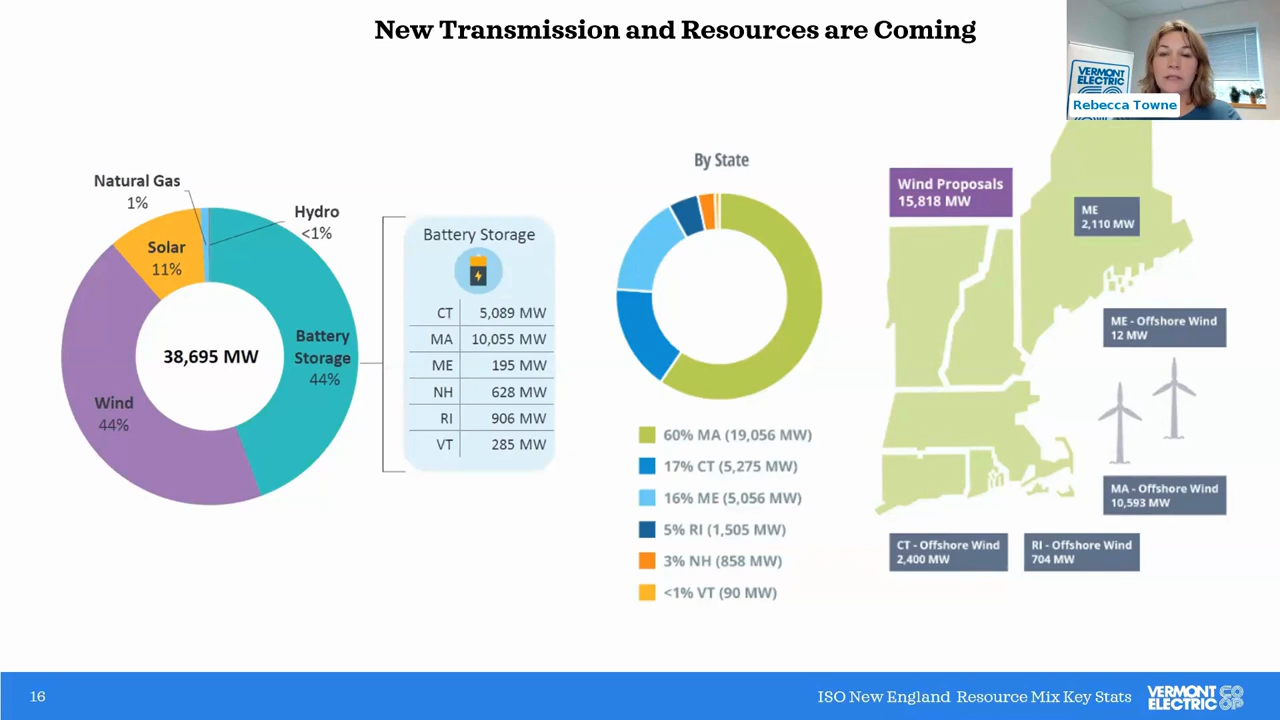 New Transmission and Resources are Coming
VERMONT
ELECTRIC
CO
Rebecca Towne
Natural Gas
1%
Hydro
<1%
Solar
11%
38,695 MW
Battery
Storage
44%
Wind
44%
Battery Storage
CT 5,089 MW
MA 10,055 MW
ME 195 MW
NH 628 MW
RI 906 MW
VT 285 MW
By State
60% MA (19,056 MW)
17% CT (5,275 MW)
16% ME (5,056 MW)
5% RI (1,505 MW)
3% NH (858 MW)
<1% VT (90 MW)
Wind Proposals
15,818 MW
ME
2,110 MW
ME - Offshore Wind
12 MW
MA - Offshore Wind
10,593 MW
CT - Offshore Wind
2,400 MW
RI - Offshore Wind
704 MW
16
ISO New England Resource Mix Key Stats
VERMONT CO
ELECTRIC OP